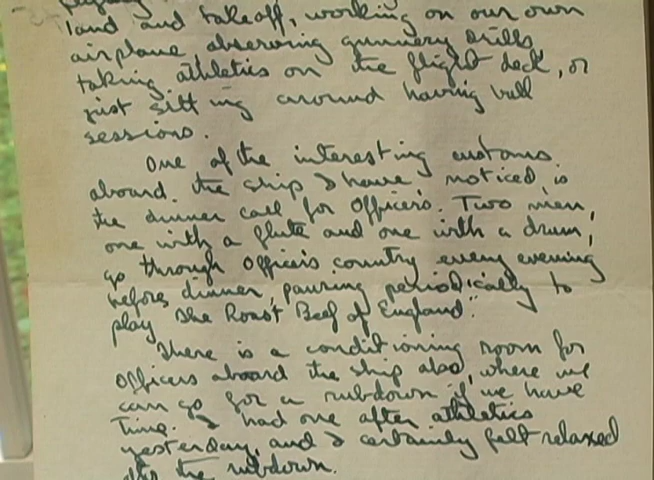 land and takeoff, working on our own
airplane, observing gunnery drills,
taking athletics on the flight deck, or
just sitting around having bull
sessions.
One of the interesting customs
aboard the ship I have noticed is
the dinner call for officers. Two men,
one with a flute and one with a drum,
go through officers country every evening
before dinner, pausing periodically to
play "The Roast Beef of England."
There is a conditioning room for
officers aboard the ship also, where we
can go for a rubdown if we have
time. I had one after athletics
yesterday, and I certainly felt relaxed
after the rubdown.